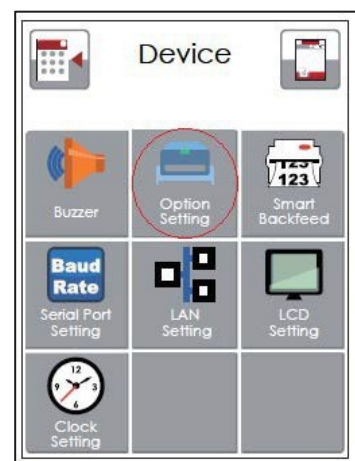 Device
Buzzer
Option
Setting
123
123
Smart
Backfeed
Baud
Rate
Serial Port
Setting
LAN
Setting
LCD
Setting
12
9
3
6
Clock
Setting